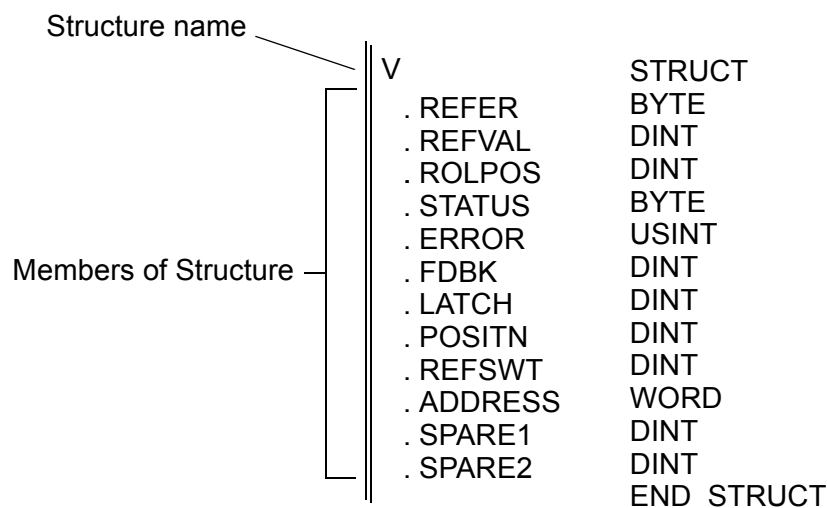 Structure name
V STRUCT
. REFER BYTE
. REFVAL DINT
. ROLPOS DINT
. STATUS BYTE
. ERROR USINT
Members of Structure
. FDBK DINT
. LATCH DINT
. POSITN DINT
. REFSWT DINT
. ADDRESS WORD
. SPARE1 DINT
. SPARE2 DINT
END STRUCT